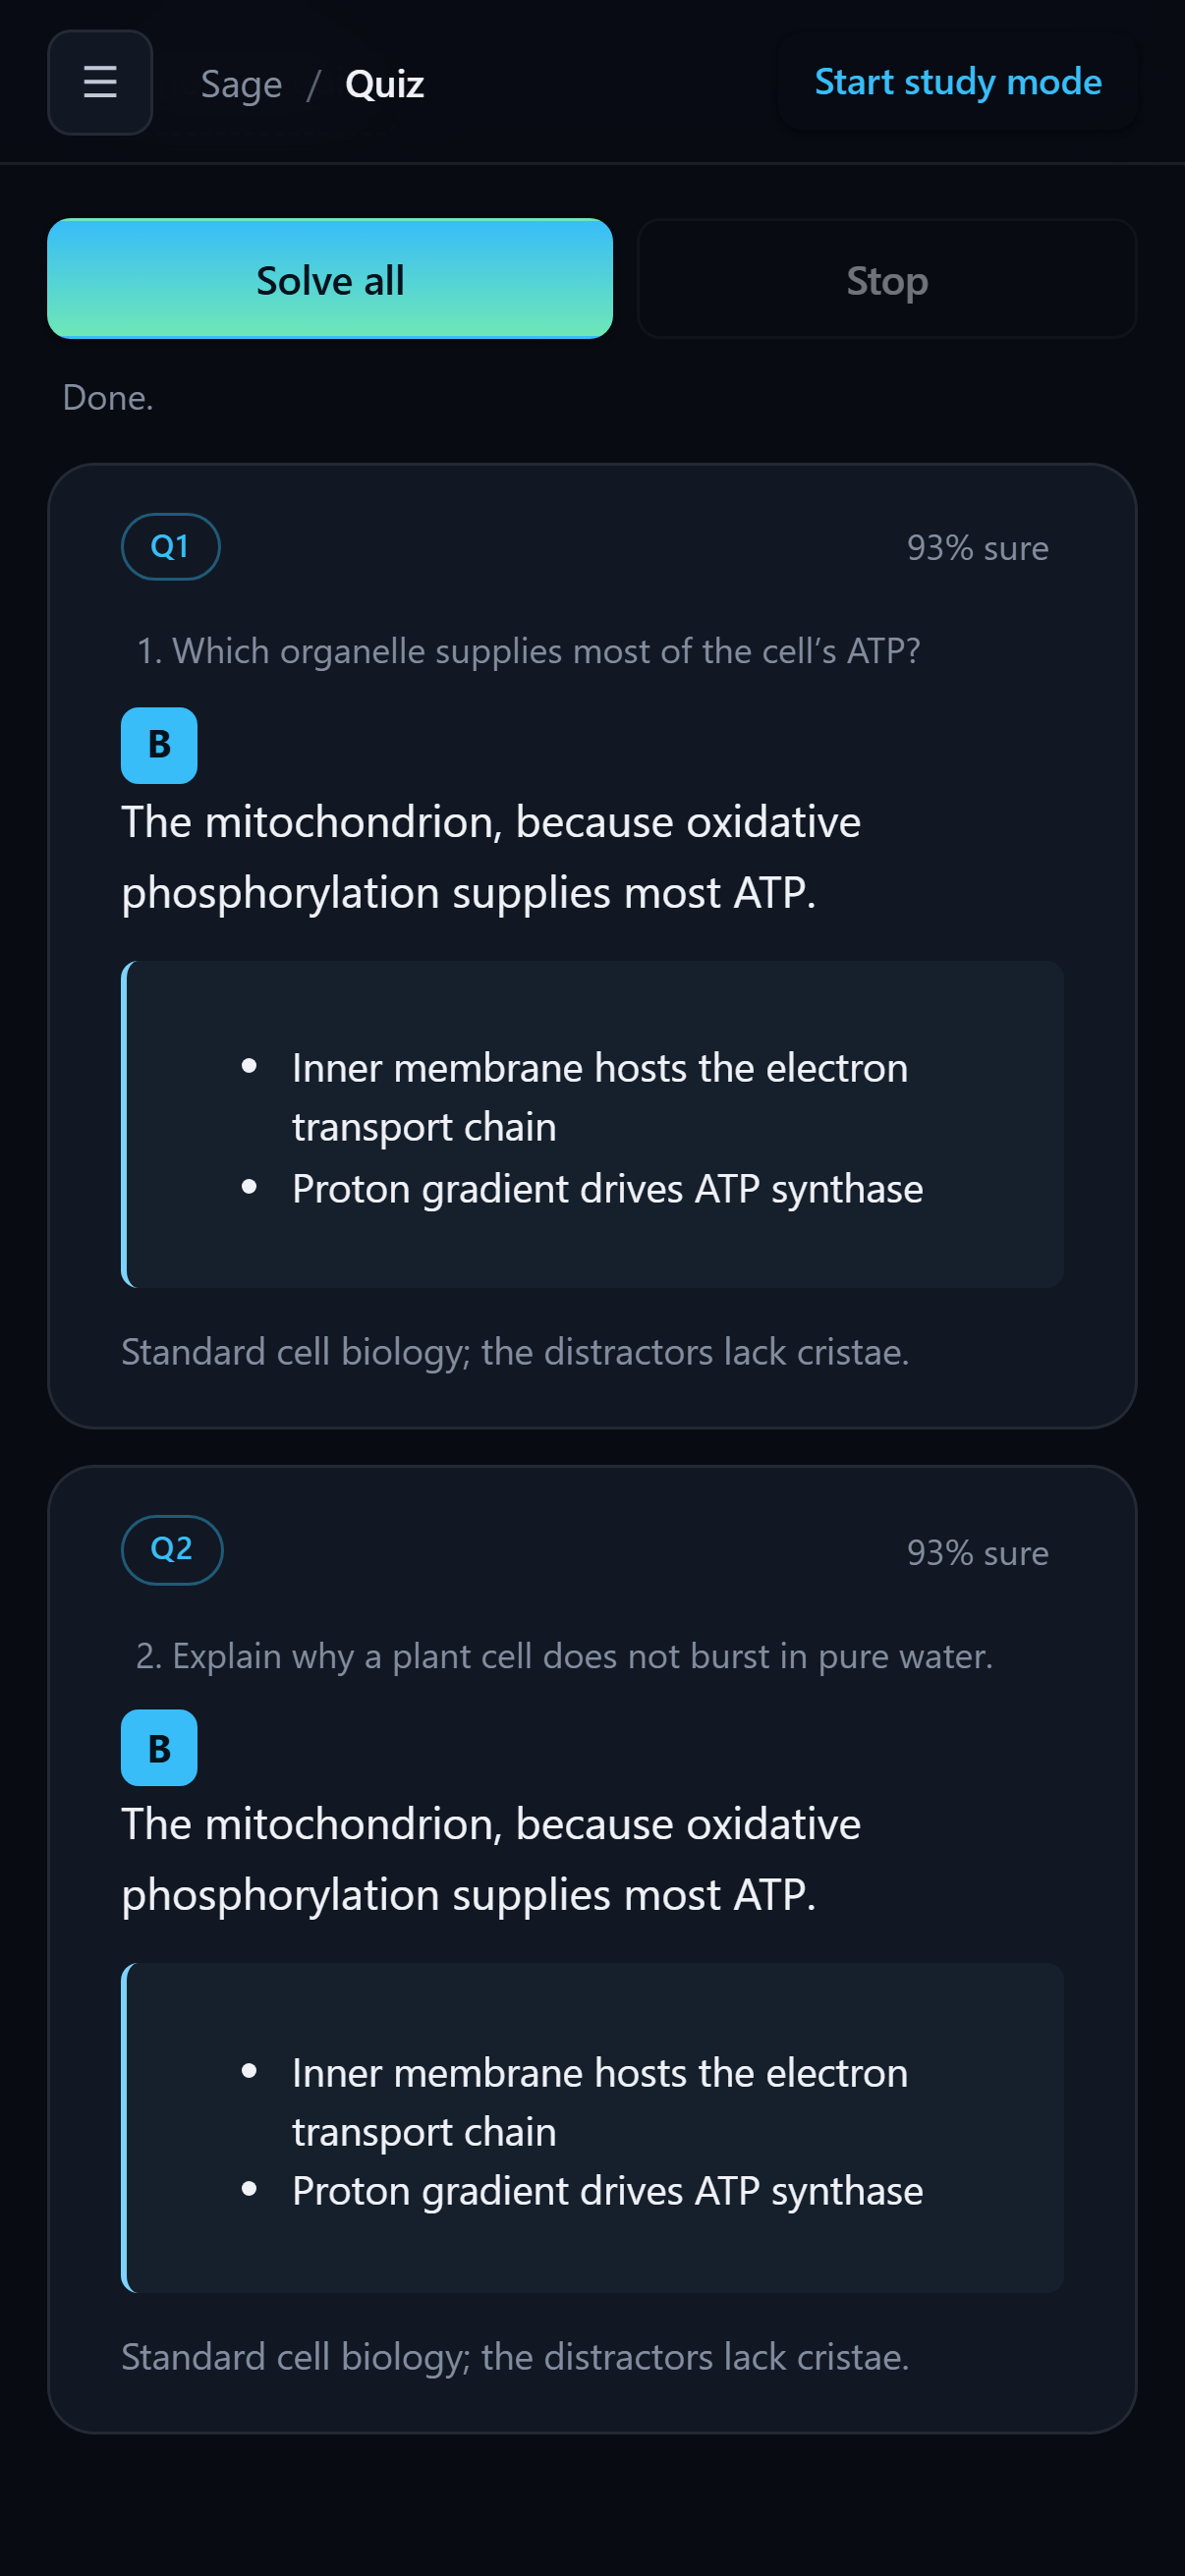 ☰ Sage / Quiz Start study mode
Solve all Stop
Done.
Q1 93% sure
1. Which organelle supplies most of the cell’s ATP?
B
The mitochondrion, because oxidative
phosphorylation supplies most ATP.
• Inner membrane hosts the electron
transport chain
• Proton gradient drives ATP synthase
Standard cell biology; the distractors lack cristae.
Q2 93% sure
2. Explain why a plant cell does not burst in pure water.
B
The mitochondrion, because oxidative
phosphorylation supplies most ATP.
• Inner membrane hosts the electron
transport chain
• Proton gradient drives ATP synthase
Standard cell biology; the distractors lack cristae.